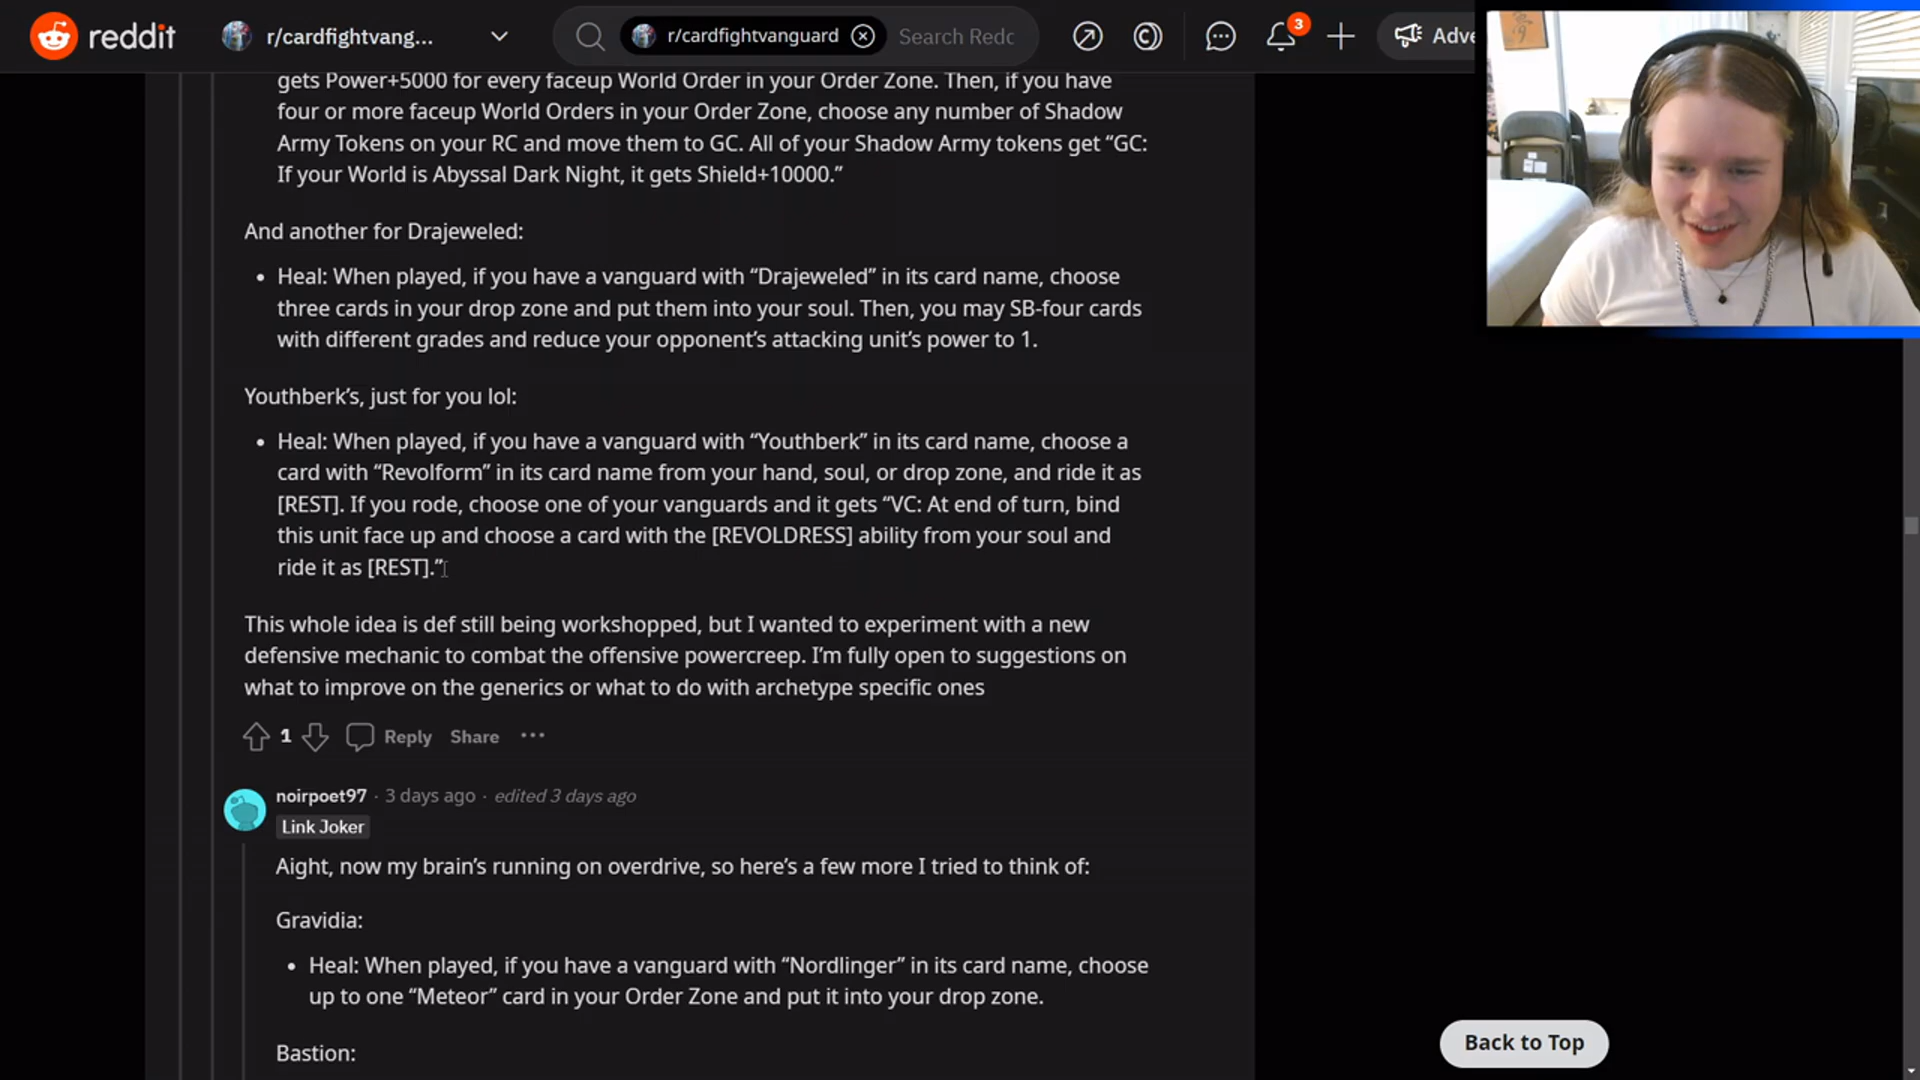 reddit
r/cardfightvang...
r/cardfightvanguard
Search Redc
3
Adve
gets Power+5000 for every faceup World Order in your Order Zone. Then, if you have
four or more faceup World Orders in your Order Zone, choose any number of Shadow
Army Tokens on your RC and move them to GC. All of your Shadow Army tokens get “GC:
If your World is Abyssal Dark Night, it gets Shield+10000.”
And another for Drajeweled:
• Heal: When played, if you have a vanguard with “Drajeweled” in its card name, choose
three cards in your drop zone and put them into your soul. Then, you may SB-four cards
with different grades and reduce your opponent’s attacking unit’s power to 1.
Youthberk’s, just for you lol:
• Heal: When played, if you have a vanguard with “Youthberk” in its card name, choose a
card with “Revolform” in its card name from your hand, soul, or drop zone, and ride it as
[REST]. If you rode, choose one of your vanguards and it gets “VC: At end of turn, bind
this unit face up and choose a card with the [REVOLDRESS] ability from your soul and
ride it as [REST].”
This whole idea is def still being workshopped, but I wanted to experiment with a new
defensive mechanic to combat the offensive powercreep. I’m fully open to suggestions on
what to improve on the generics or what to do with archetype specific ones
1
Reply
Share
noirpoet97 · 3 days ago · edited 3 days ago
Link Joker
Aight, now my brain’s running on overdrive, so here’s a few more I tried to think of:
Gravidia:
• Heal: When played, if you have a vanguard with “Nordlinger” in its card name, choose
up to one “Meteor” card in your Order Zone and put it into your drop zone.
Bastion:
Back to Top